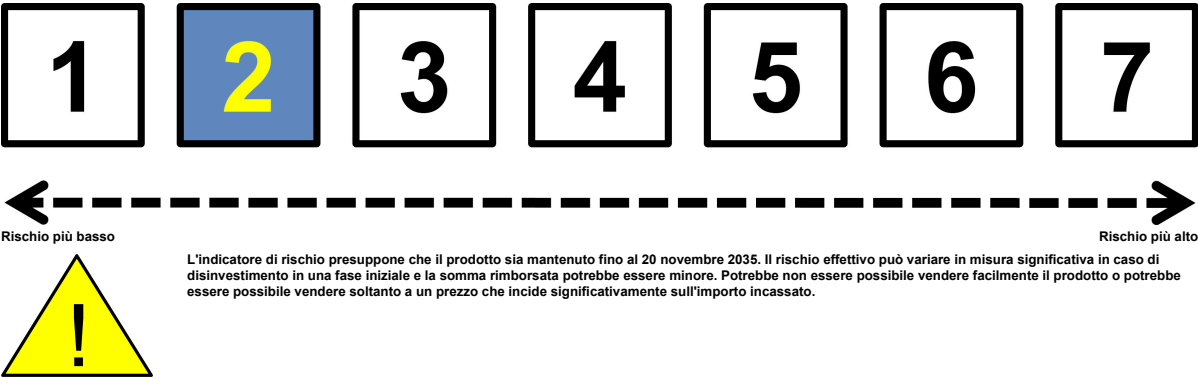 1 2 3 4 5 6 7
Rischio più basso Rischio più alto
L'indicatore di rischio presuppone che il prodotto sia mantenuto fino al 20 novembre 2035. Il rischio effettivo può variare in misura significativa in caso di
disinvestimento in una fase iniziale e la somma rimborsata potrebbe essere minore. Potrebbe non essere possibile vendere facilmente il prodotto o potrebbe
essere possibile vendere soltanto a un prezzo che incide significativamente sull'importo incassato.
!